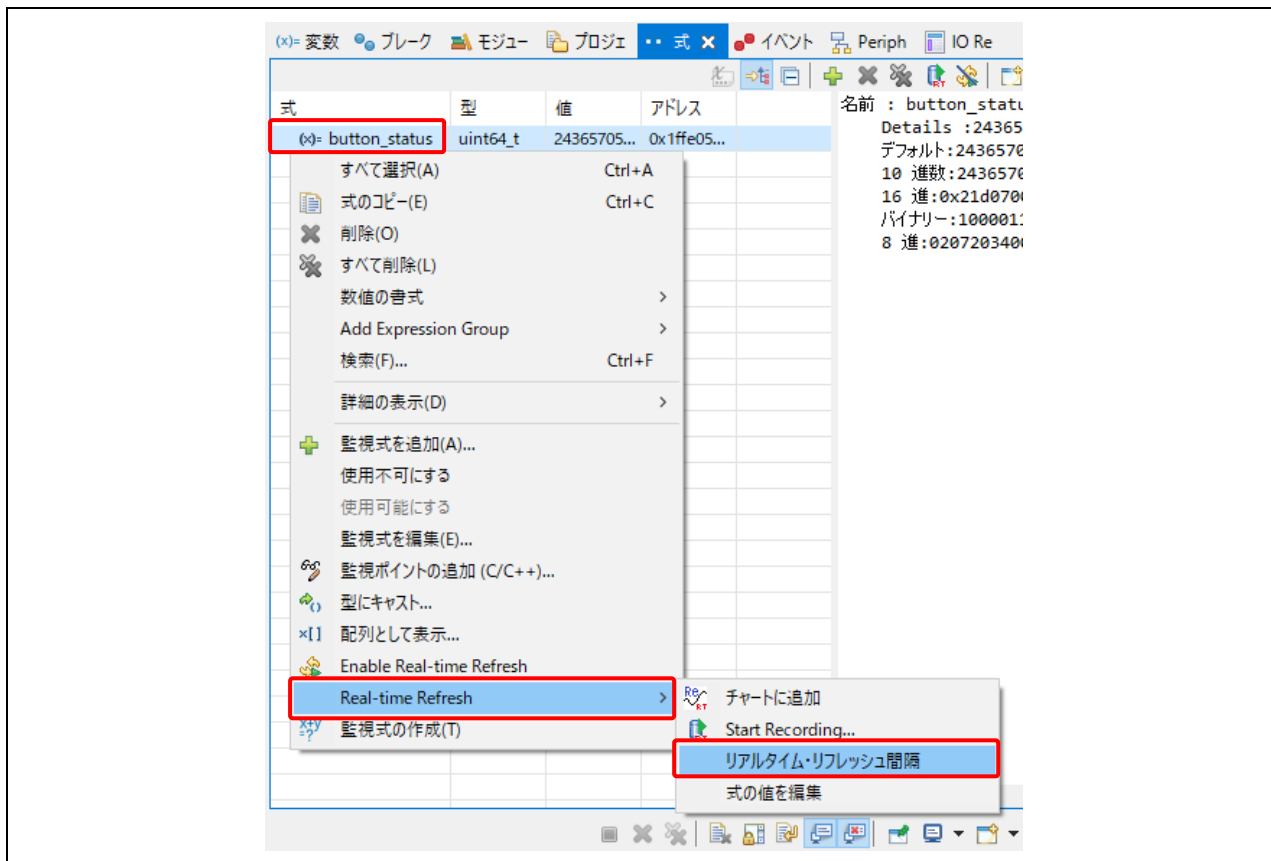 (x)= 変数 ブレーク モジュー プロジェ 式 イベント Periph IO Re
式 型 値 アドレス
(x)= button_status uint64_t 24365705... 0x1ffe05...
名前 : button_statu
Details :24365
デフォルト:2436570
10 進数:2436570
16 進:0x21d070
バイナリー:100001
8 進:020720340
すべて選択(A) Ctrl+A
式のコピー(E) Ctrl+C
削除(O)
すべて削除(L)
数値の書式
Add Expression Group
検索(F)... Ctrl+F
詳細の表示(D)
監視式を追加(A)...
使用不可にする
使用可能にする
監視式を編集(E)...
監視ポイントの追加 (C/C++)...
型にキャスト...
配列として表示...
Enable Real-time Refresh
Real-time Refresh
監視式の作成(T)
チャートに追加
Start Recording...
リアルタイム・リフレッシュ間隔
式の値を編集